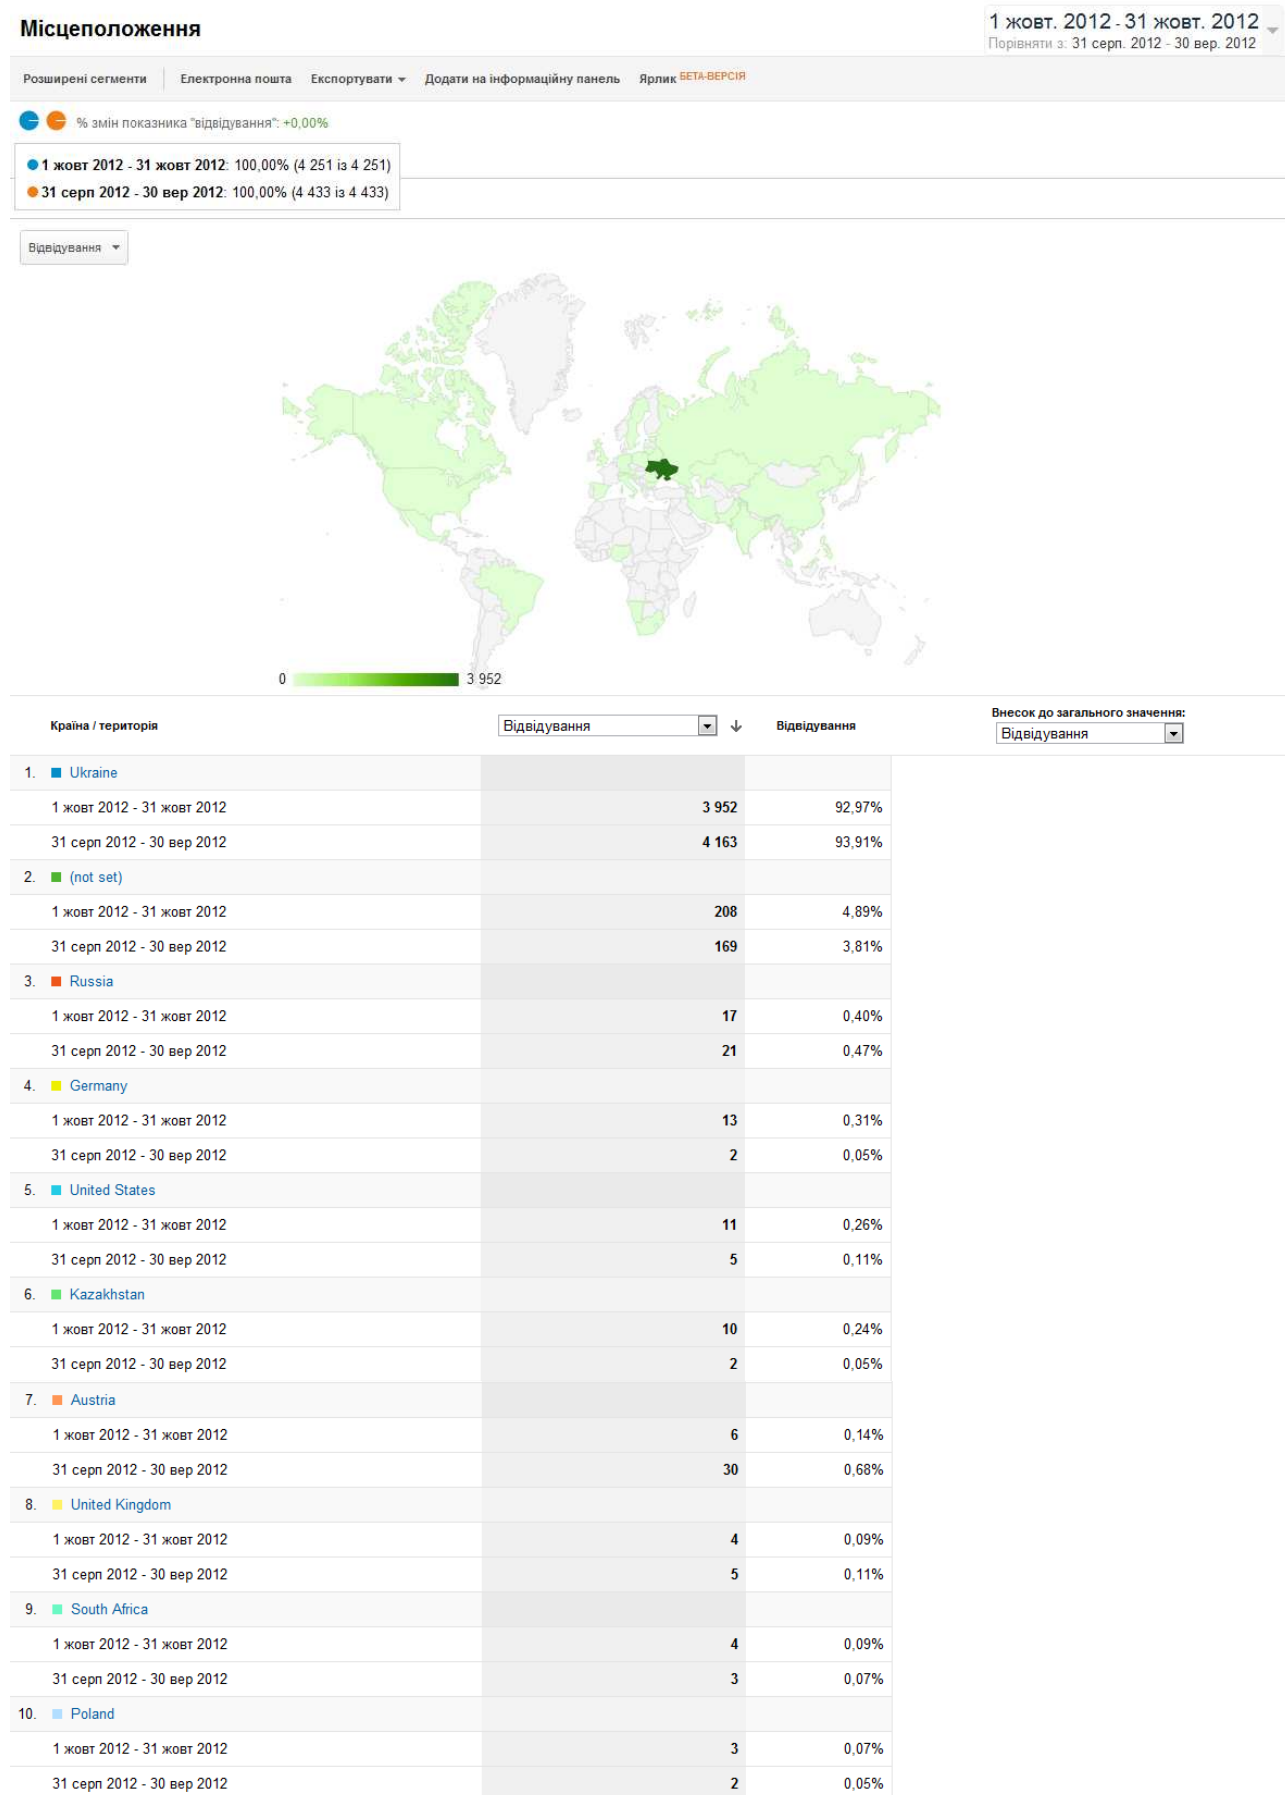 Місцеположення
1 жовт. 2012 - 31 жовт. 2012
Порівняти з: 31 серп. 2012 - 30 вер. 2012
Розширені сегменти Електронна пошта Експортувати Додати на інформаційну панель Ярлик БЕТА-ВЕРСІЯ
% змін показника "відвідування": +0,00%
1 жовт 2012 - 31 жовт 2012: 100,00% (4 251 із 4 251)
31 серп 2012 - 30 вер 2012: 100,00% (4 433 із 4 433)
Відвідування
0 3 952
Країна / територія Відвідування Відвідування Внесок до загального значення:
Відвідування
1. Ukraine
1 жовт 2012 - 31 жовт 2012 3 952 92,97%
31 серп 2012 - 30 вер 2012 4 163 93,91%
2. (not set)
1 жовт 2012 - 31 жовт 2012 208 4,89%
31 серп 2012 - 30 вер 2012 169 3,81%
3. Russia
1 жовт 2012 - 31 жовт 2012 17 0,40%
31 серп 2012 - 30 вер 2012 21 0,47%
4. Germany
1 жовт 2012 - 31 жовт 2012 13 0,31%
31 серп 2012 - 30 вер 2012 2 0,05%
5. United States
1 жовт 2012 - 31 жовт 2012 11 0,26%
31 серп 2012 - 30 вер 2012 5 0,11%
6. Kazakhstan
1 жовт 2012 - 31 жовт 2012 10 0,24%
31 серп 2012 - 30 вер 2012 2 0,05%
7. Austria
1 жовт 2012 - 31 жовт 2012 6 0,14%
31 серп 2012 - 30 вер 2012 30 0,68%
8. United Kingdom
1 жовт 2012 - 31 жовт 2012 4 0,09%
31 серп 2012 - 30 вер 2012 5 0,11%
9. South Africa
1 жовт 2012 - 31 жовт 2012 4 0,09%
31 серп 2012 - 30 вер 2012 3 0,07%
10. Poland
1 жовт 2012 - 31 жовт 2012 3 0,07%
31 серп 2012 - 30 вер 2012 2 0,05%